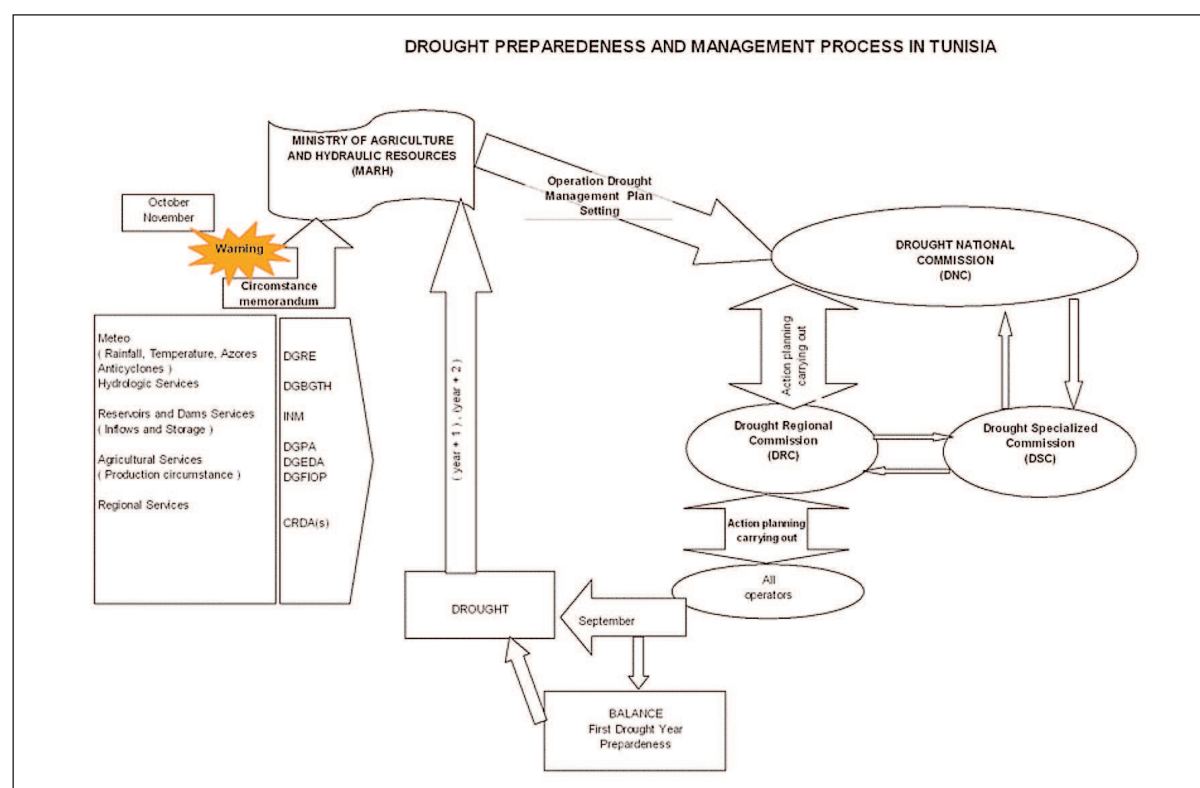 DROUGHT PREPAREDENESS AND MANAGEMENT PROCESS IN TUNISIA
MINISTRY OF AGRICULTURE
AND HYDRAULIC RESOURCES
(MARH)
October
November
Warning
Circumstance
memorandum
Operation Drought
Management Plan
Setting
DROUGHT NATIONAL
COMMISSION
(DNC)
Meteo
( Rainfall, Temperature, Azores
Anticyclones )
Hydrologic Services
Reservoirs and Dams Services
( Inflows and Storage )
Agricultural Services
( Production circumstance )
Regional Services
DGRE
DGBGTH
INM
DGPA
DGEDA
DGFIOP
CRDA(s)
( year + 1 ) , (year + 2 )
Action planning
carrying out
Drought Regional
Commission
(DRC)
Drought Specialized
Commission
(DSC)
Action planning
carrying out
All
operators
DROUGHT
September
BALANCE
First Drought Year
Prepardeness